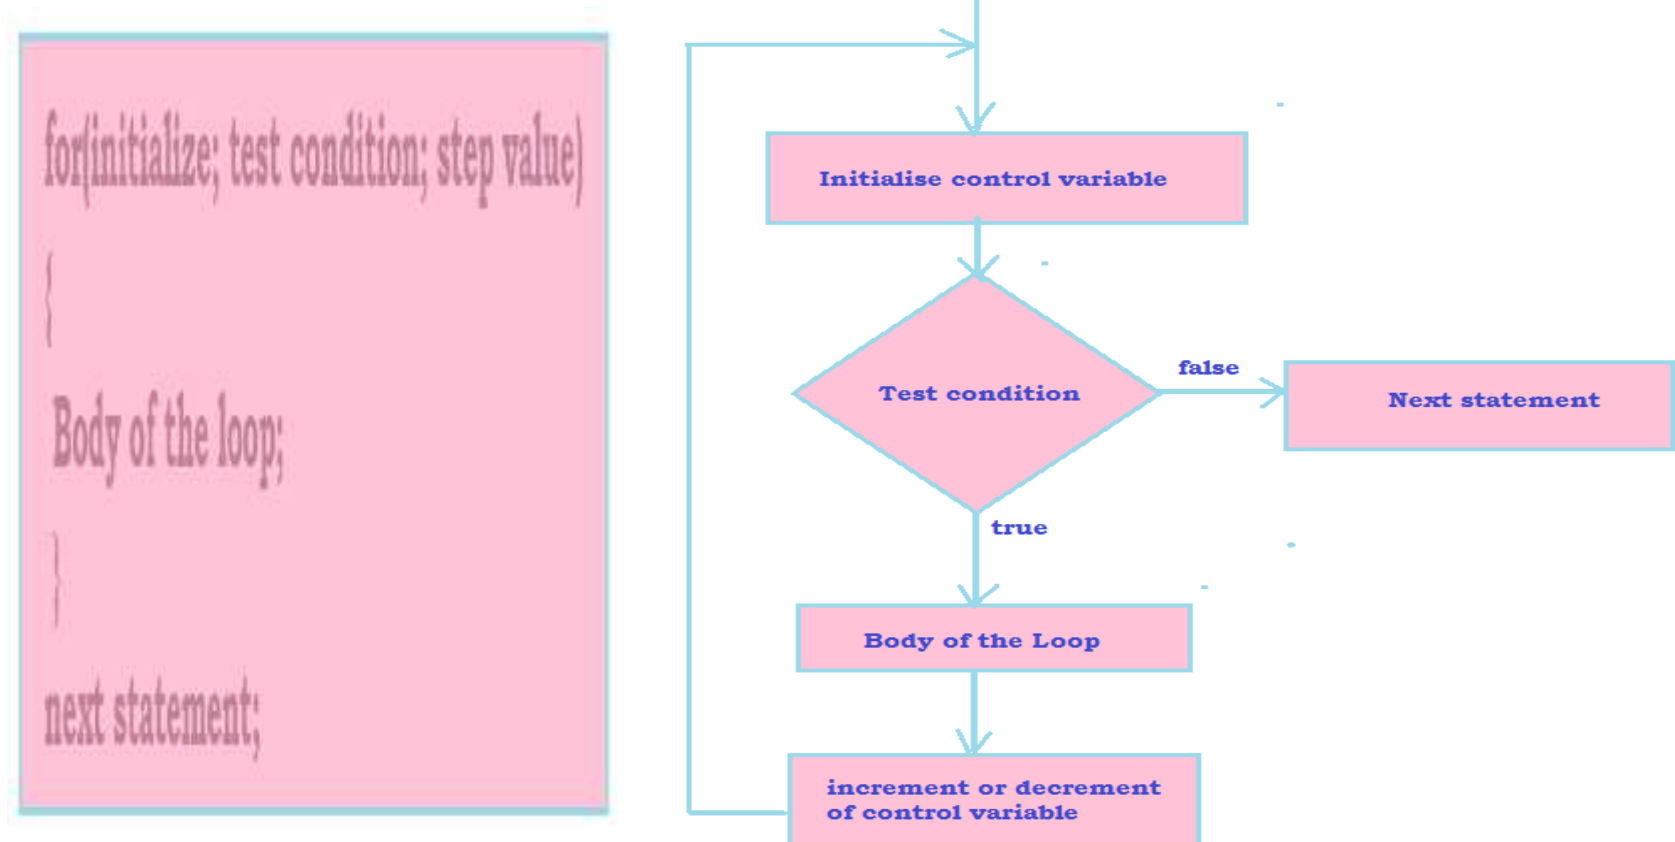 for(initialize; test condition; step value)
{
Body of the loop;
}
next statement;
Initialise control variable
Test condition
false
Next statement
true
Body of the Loop
increment or decrement
of control variable